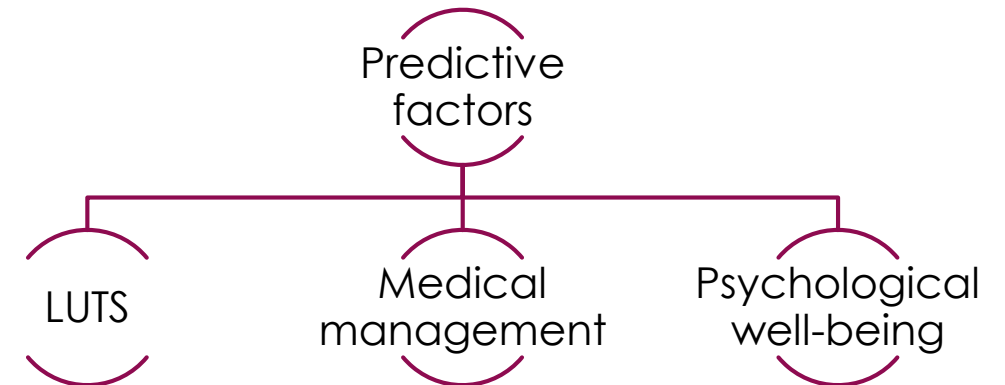 Predictive
factors
LUTS
Medical
management
Psychological
well-being